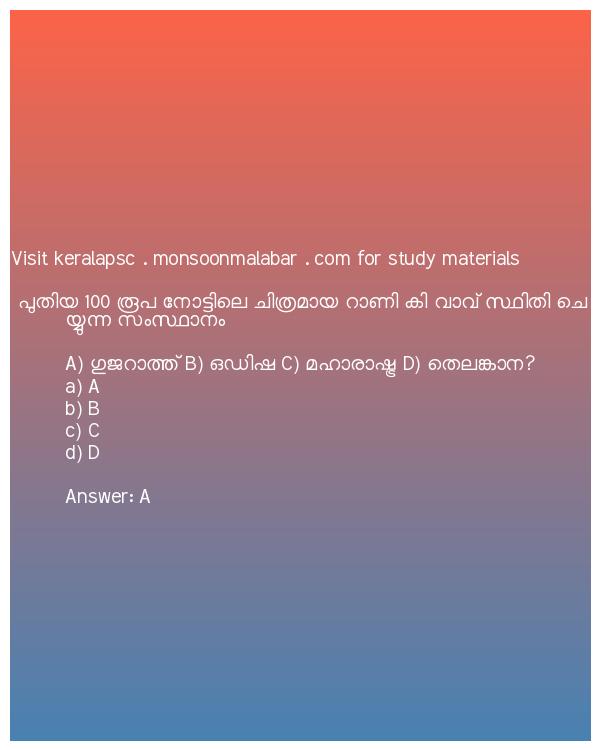 Visit keralapsc . monsoonmalabar . com for study materials
പുതിയ 100 രൂപ നോട്ടിലെ ചിത്രമായ റാണി കി വാവ് സ്ഥിതി ചെ
യ്യുന്ന സംസ്ഥാനം
A) ഗുജറാത്ത് B) ഒഡിഷ C) മഹാരാഷ്ട്ര D) തെലങ്കാന?
a) A
b) B
c) C
d) D
Answer: A